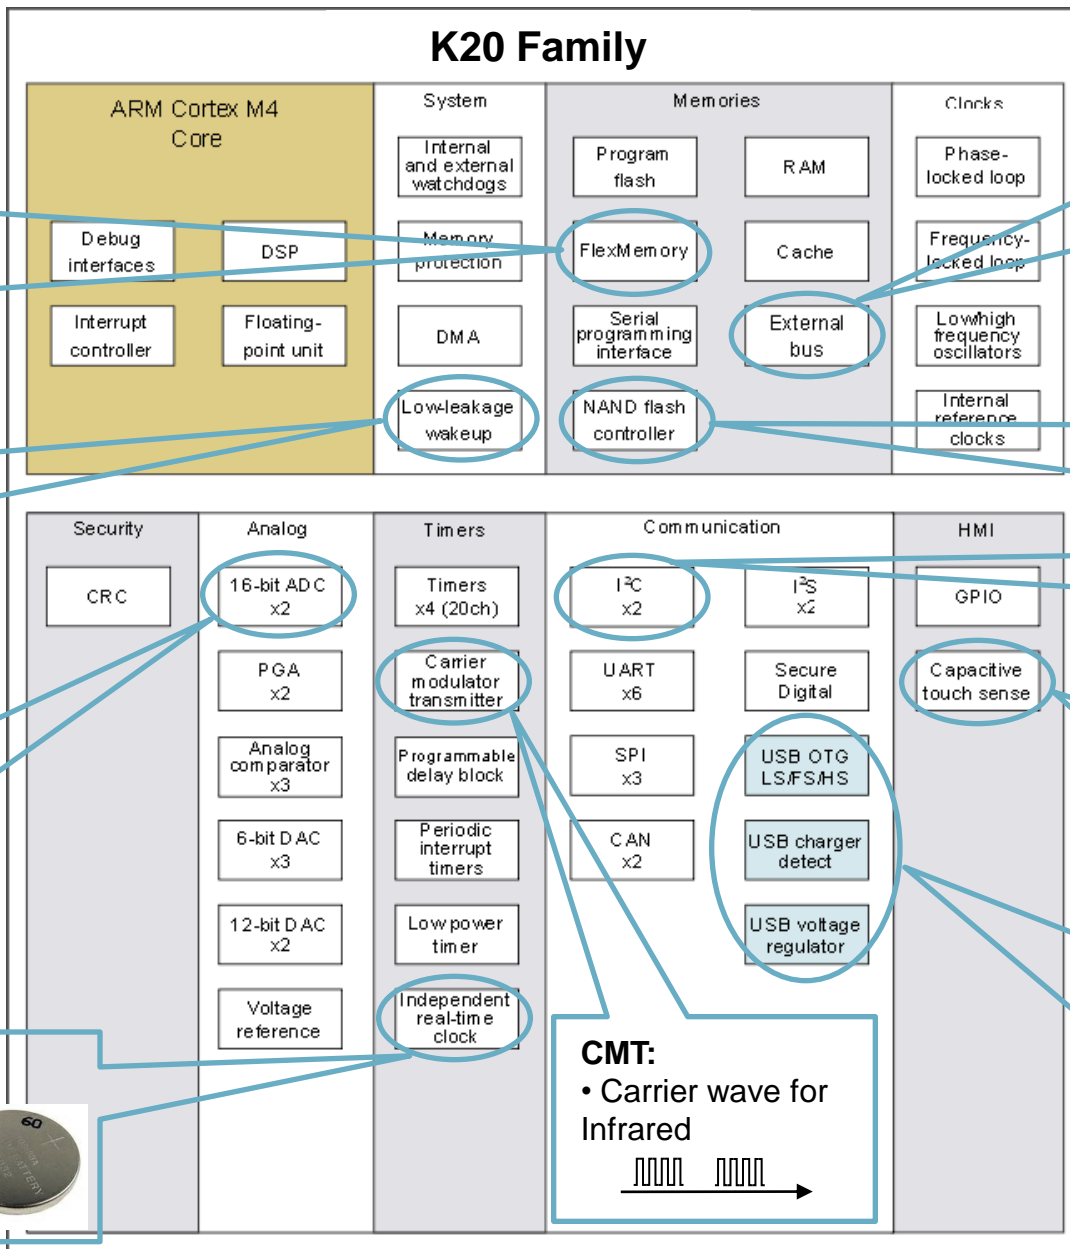 K20 Family
ARM Cortex M4
Core
Debug
interfaces
DSP
Interrupt
controller
Floating-
point unit
System
Internal
and external
watchdogs
Memory
protection
DMA
Low-leakage
wakeup
Memories
Program
flash
RAM
FlexMemory
Cache
Serial
programming
interface
External
bus
NAND flash
controller
Clocks
Phase-
locked loop
Frequency-
locked loop
Low/high
frequency
oscillators
Internal
reference
clocks
Security
CRC
Analog
16-bit ADC
x2
PGA
x2
Analog
comparator
x3
6-bit DAC
x3
12-bit DAC
x2
Voltage
reference
Timers
Timers
x4 (20ch)
Carrier
modulator
transmitter
Programmable
delay block
Periodic
interrupt
timers
Low power
timer
Independent
real-time
clock
Communication
I²C
x2
I²S
x2
UART
x6
Secure
Digital
SPI
x3
USB OTG
LS/FS/HS
CAN
x2
USB charger
detect
USB voltage
regulator
HMI
GPIO
Capacitive
touch sense
CMT:
• Carrier wave for
Infrared
60
BATTERY